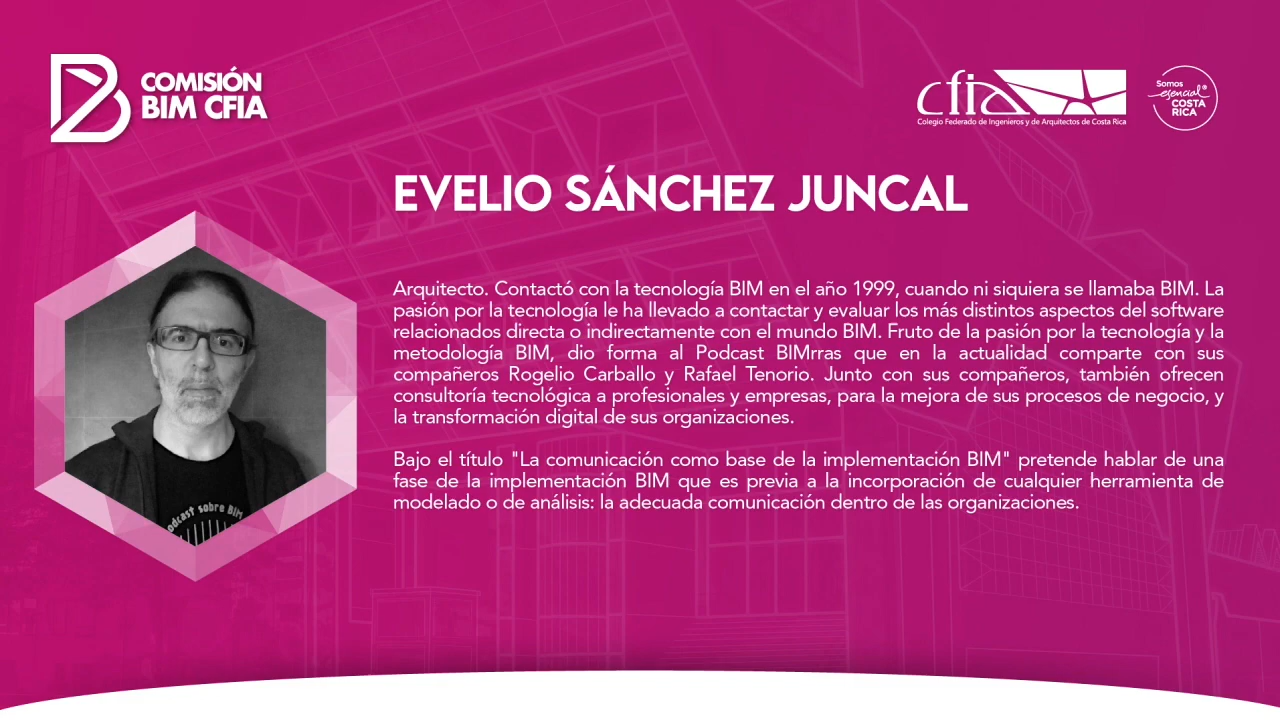 COMISIÓN
BIM CFIA
cfia
Colegio Federado de Ingenieros y de Arquitectos de Costa Rica
Somos
esencial®
COSTA
RICA
EVELIO SÁNCHEZ JUNCAL
Arquitecto. Contactó con la tecnología BIM en el año 1999, cuando ni siquiera se llamaba BIM. La
pasión por la tecnología le ha llevado a contactar y evaluar los más distintos aspectos del software
relacionados directa o indirectamente con el mundo BIM. Fruto de la pasión por la tecnología y la
metodología BIM, dio forma al Podcast BIMrras que en la actualidad comparte con sus
compañeros Rogelio Carballo y Rafael Tenorio. Junto con sus compañeros, también ofrecen
consultoría tecnológica a profesionales y empresas, para la mejora de sus procesos de negocio, y
la transformación digital de sus organizaciones.
Bajo el título "La comunicación como base de la implementación BIM" pretende hablar de una
fase de la implementación BIM que es previa a la incorporación de cualquier herramienta de
modelado o de análisis: la adecuada comunicación dentro de las organizaciones.
odcast sobre BIM